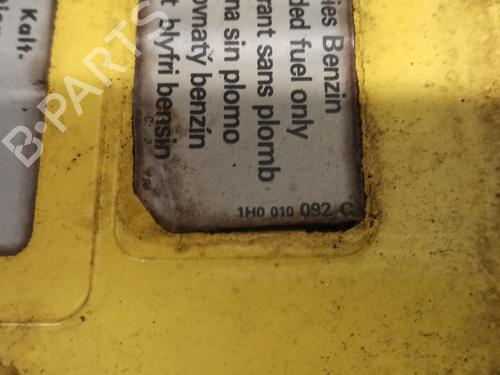 Kalt-
ies Benzin
ded fuel only
rant sans plomb
na sin plomo
ovnatý benzín
t blyfri bensin
1H0 010 092 C
B-PARTS